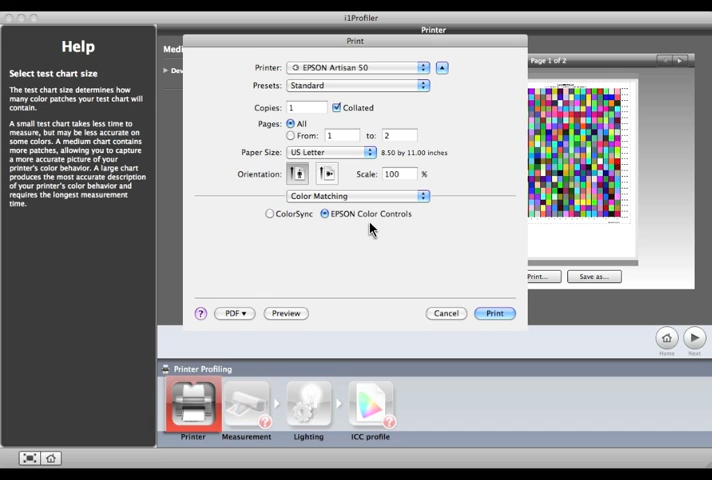 i1Profiler
Printer
Help
Select test chart size
The test chart size determines how
many color patches your test chart will
contain.
A small test chart takes less time to
measure, but may be less accurate on
some colors. A medium chart contains
more patches, allowing you to capture
a more accurate picture of your
printer's color behavior. A large chart
produces the most accurate description
of your printer's color behavior and
requires the longest measurement
time.
Medi
Dev
Page 1 of 2
Print
Printer: EPSON Artisan 50
Presets: Standard
Copies: 1 Collated
Pages: All
From: 1 to: 2
Paper Size: US Letter 8.50 by 11.00 inches
Orientation: Scale: 100 %
Color Matching
ColorSync EPSON Color Controls
? PDF Preview Cancel Print
Print... Save as...
Home Next
Printer Profiling
Printer Measurement Lighting ICC profile